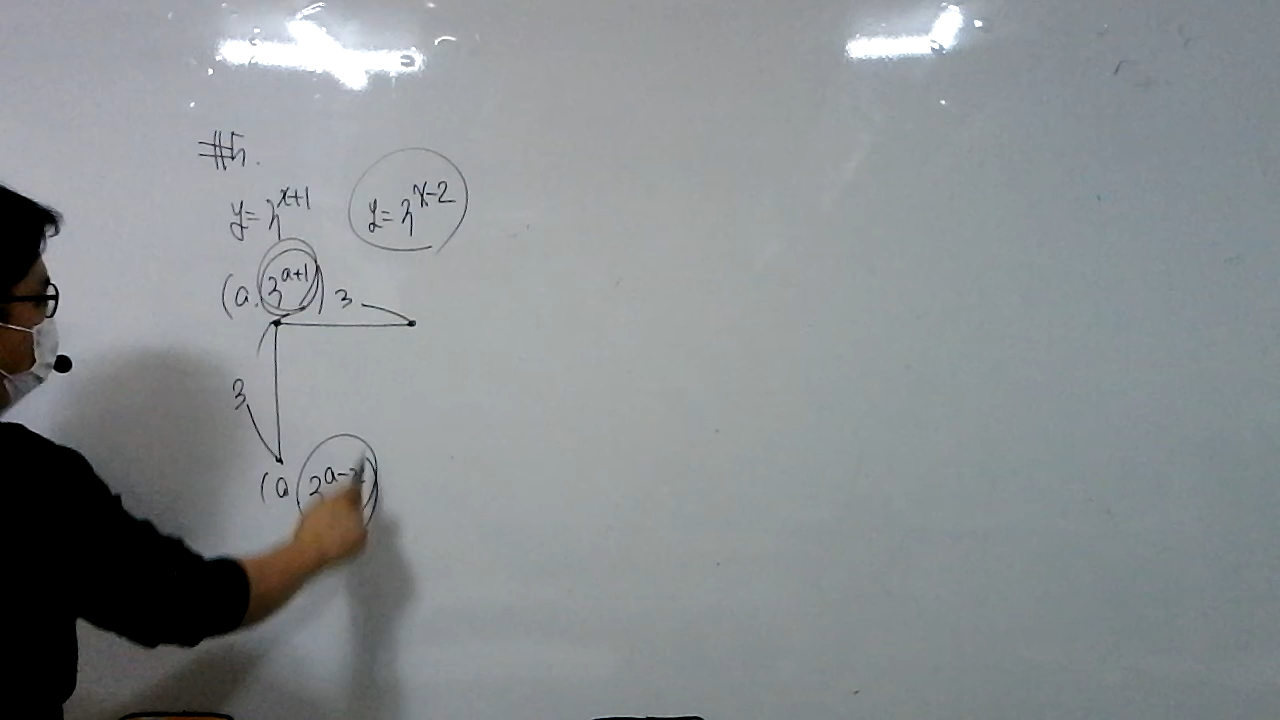 #5.
y=3^{x+1} y=3^{x-2}
(a, 3^{a+1}) 3
3
(a, 3^{a-2})